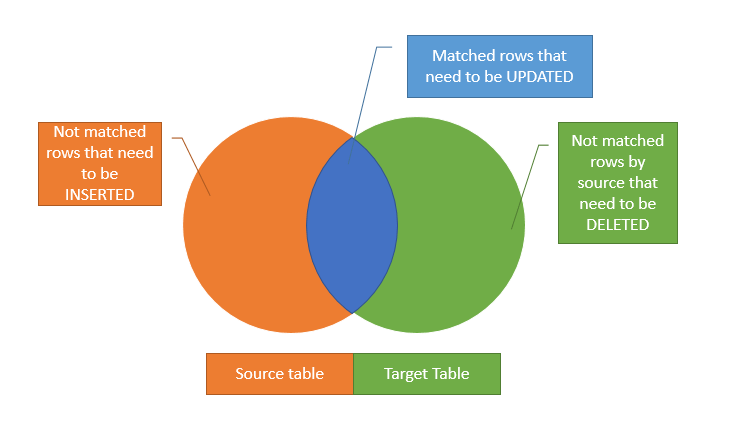 Matched rows that
need to be UPDATED
Not matched
rows that need
to be
INSERTED
Not matched
rows by
source that
need to be
DELETED
Source table
Target Table